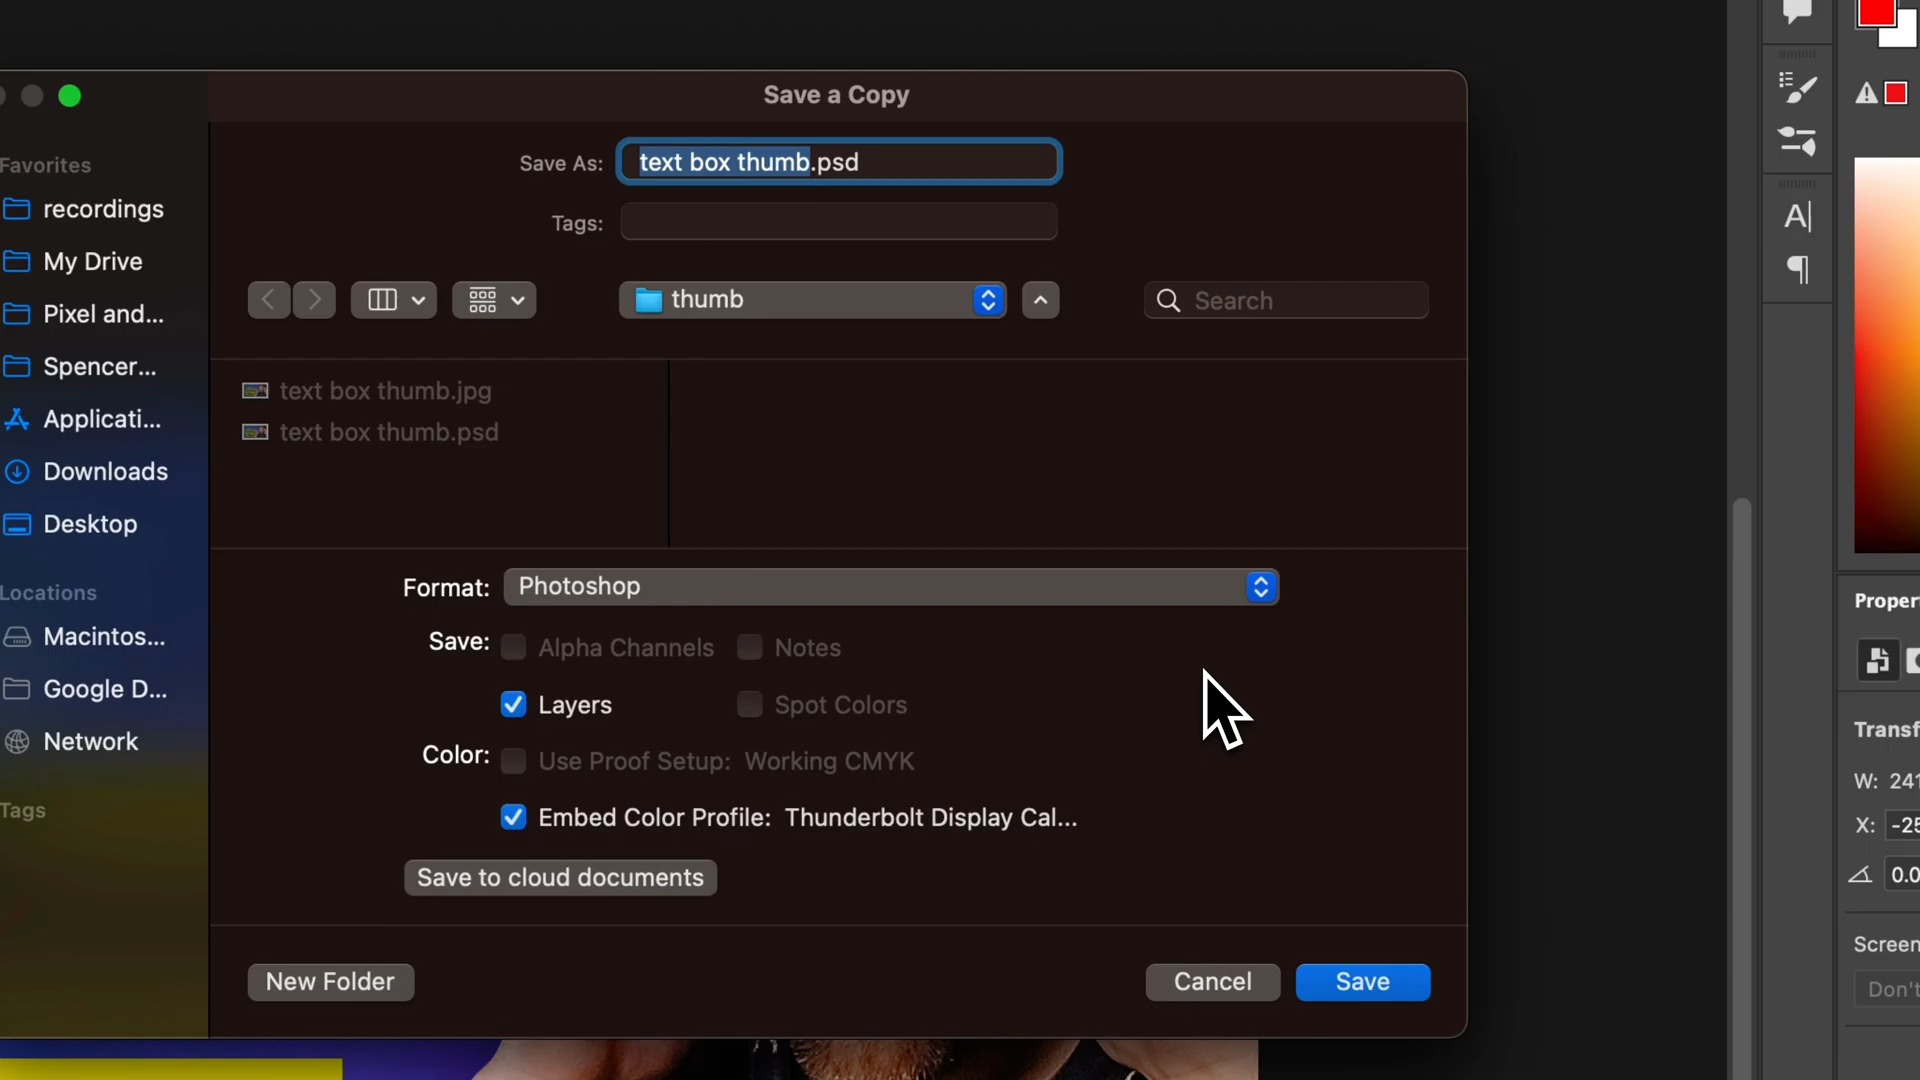 Save a Copy
Save As: text box thumb.psd
Tags:
thumb
Search
Favorites
recordings
My Drive
Pixel and...
Spencer...
Applicati...
Downloads
Desktop
Locations
Macintos...
Google D...
Network
Tags
text box thumb.jpg
text box thumb.psd
Format: Photoshop
Save: Alpha Channels Notes
Layers Spot Colors
Color: Use Proof Setup: Working CMYK
Embed Color Profile: Thunderbolt Display Cal...
Save to cloud documents
New Folder Cancel Save
A|
¶
Proper
Transf
W: 241
X: -25
0.0
Screen
Don't